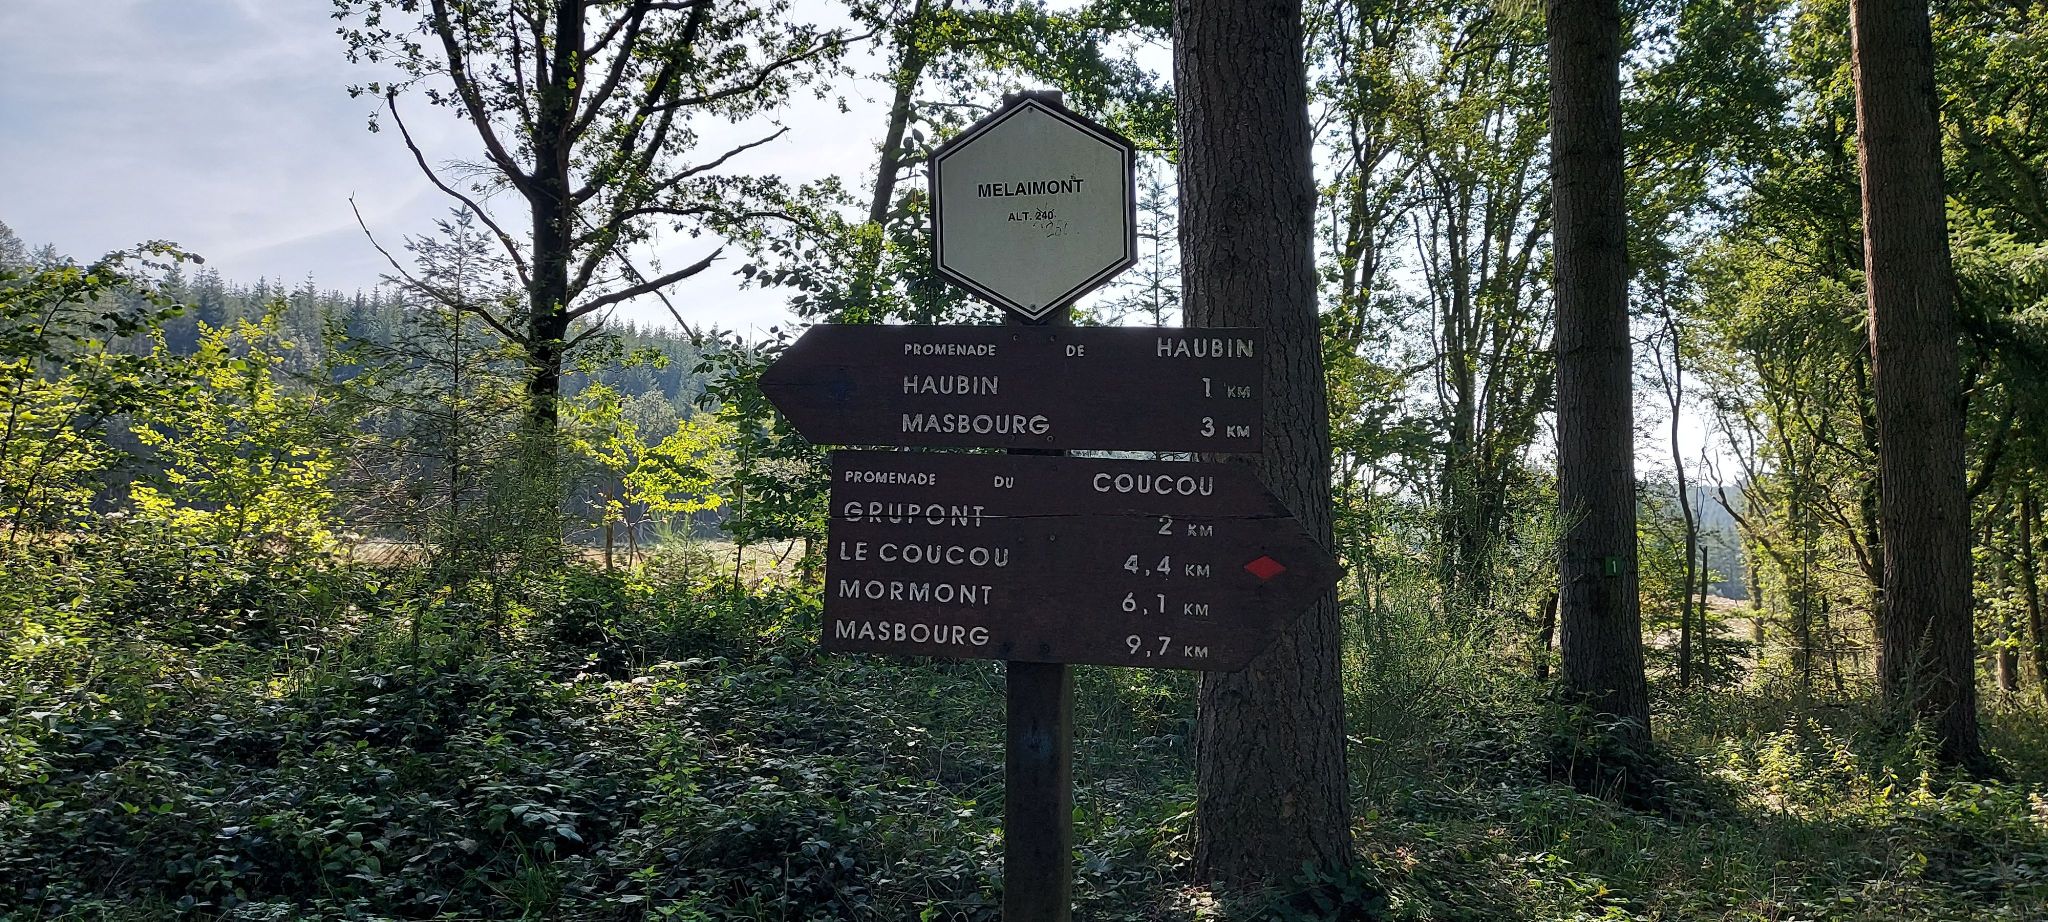 MELAIMONT
ALT. 240
PROMENADE DE HAUBIN
HAUBIN 1 KM
MASBOURG 3 KM
PROMENADE DU COUCOU
GRUPONT 2 KM
LE COUCOU 4,4 KM
MORMONT 6,1 KM
MASBOURG 9,7 KM
1